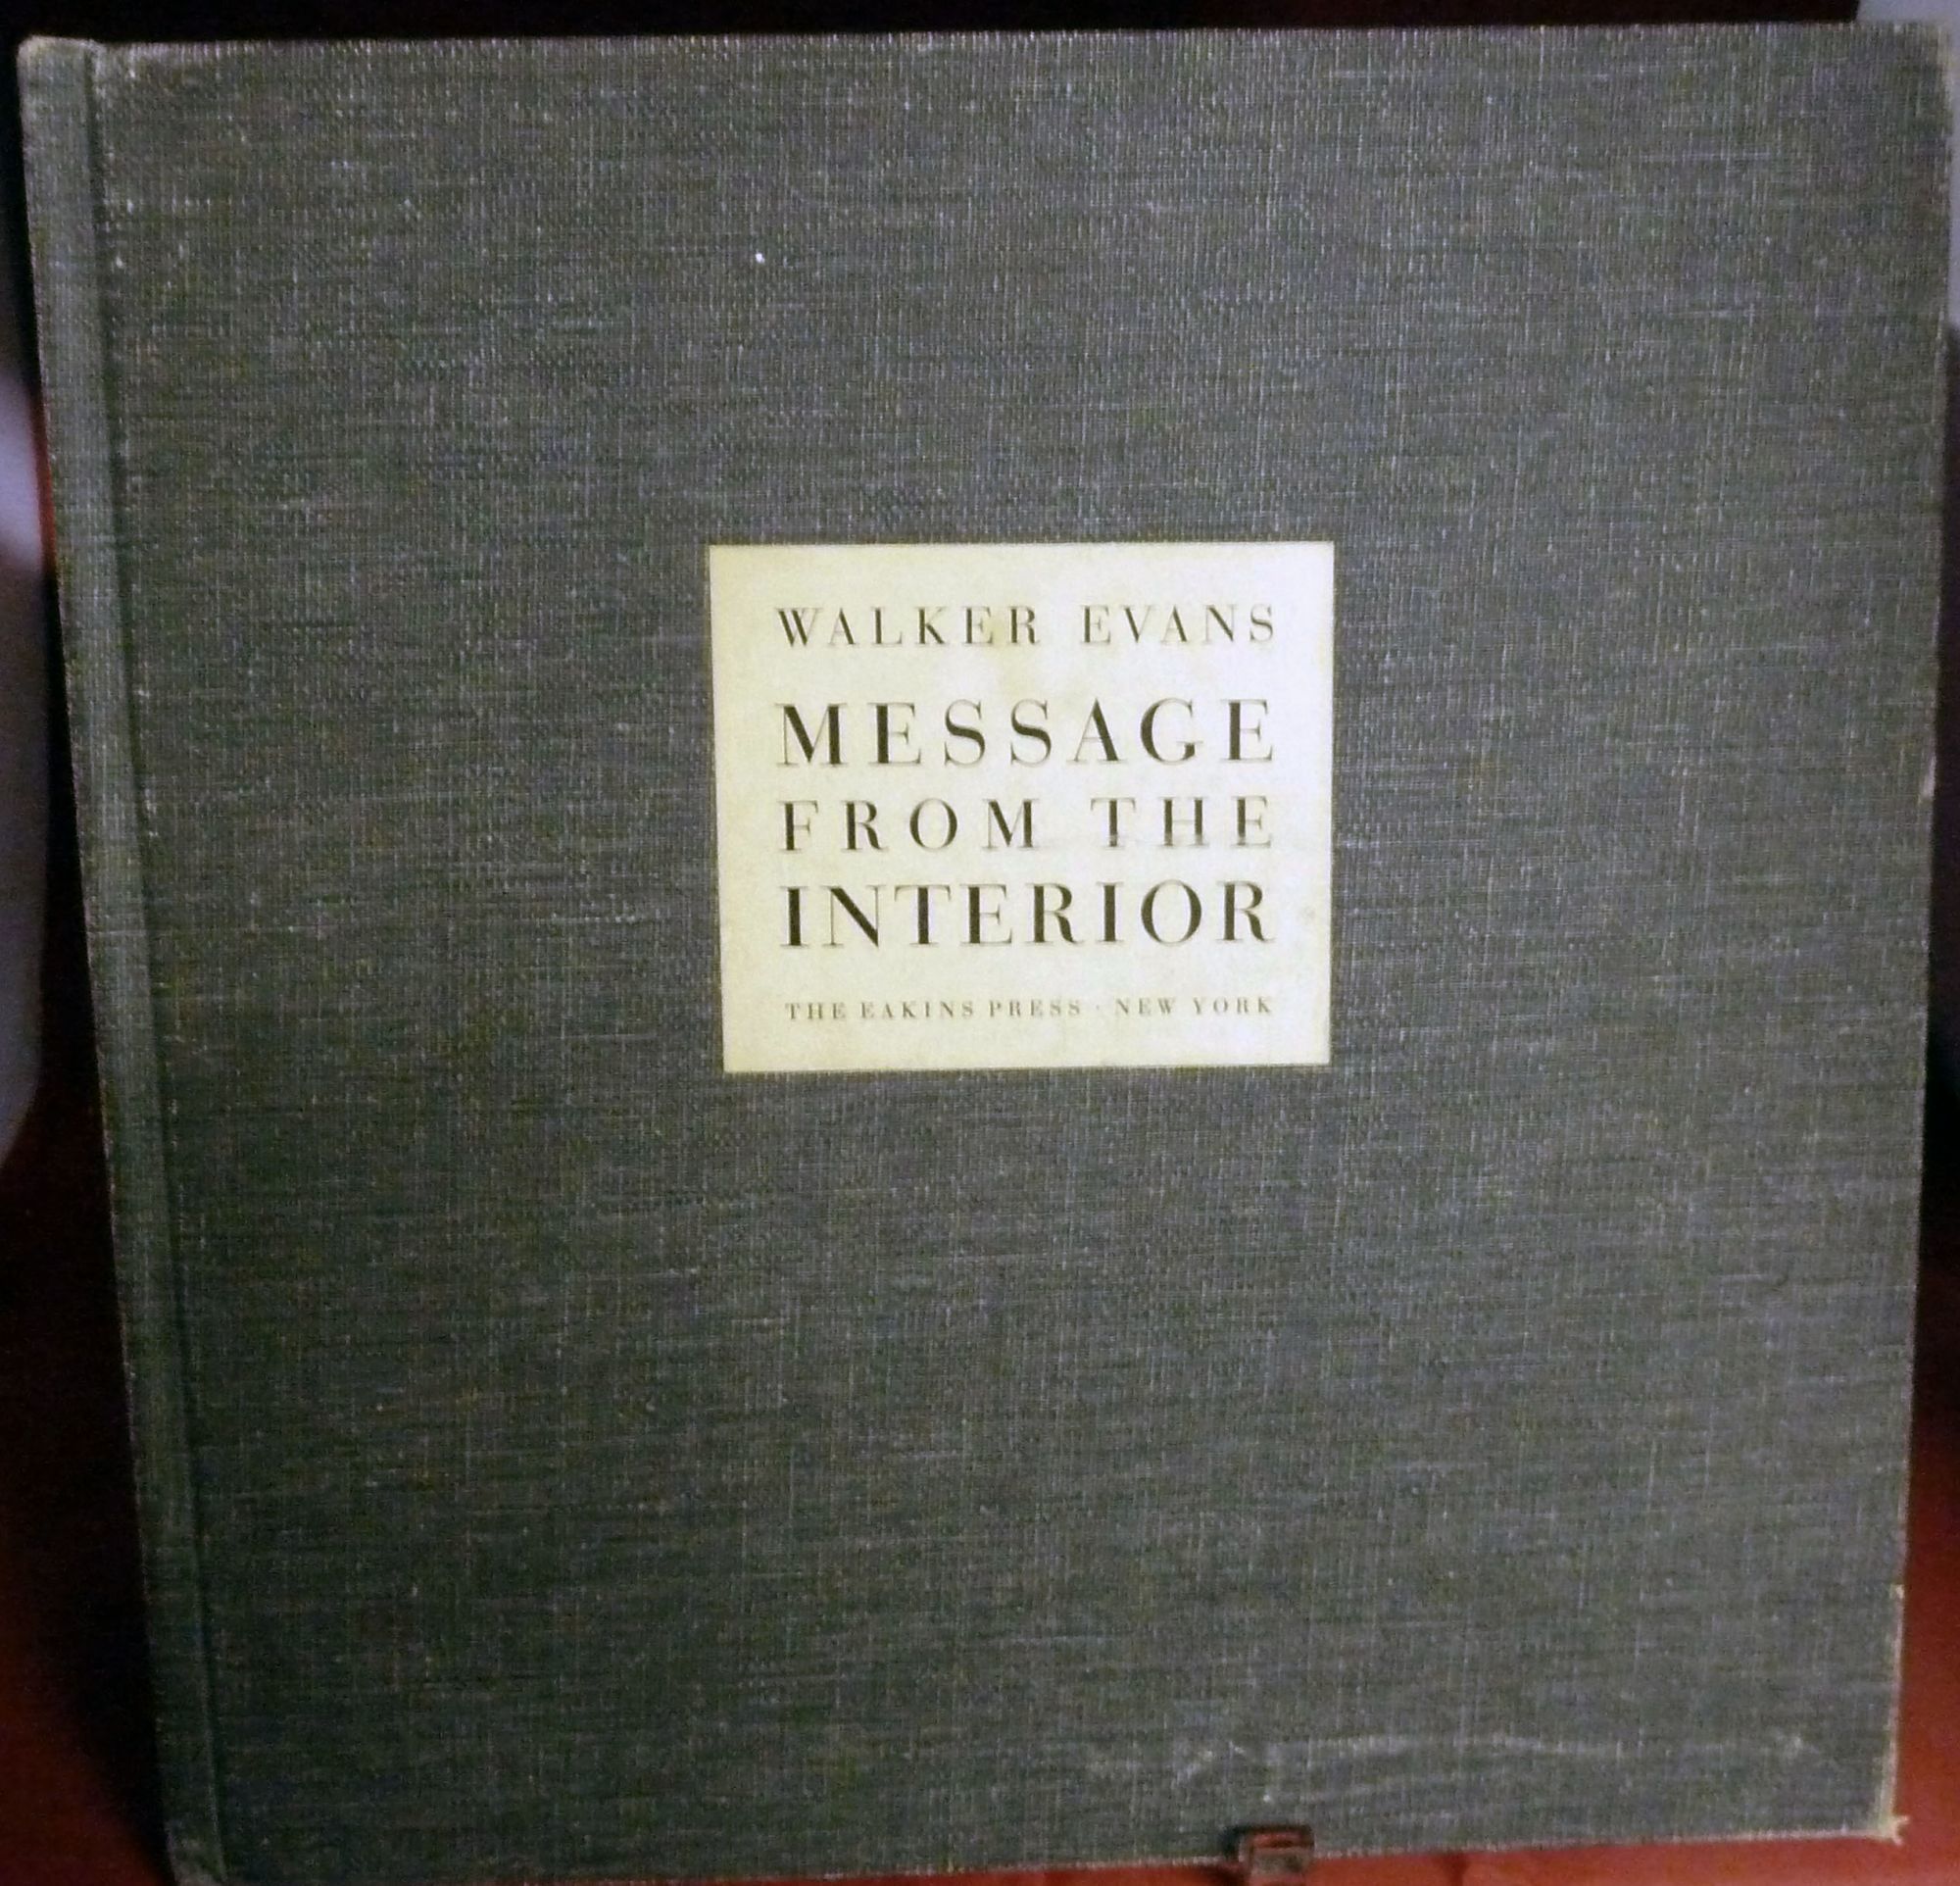 WALKER EVANS
MESSAGE
FROM THE
INTERIOR
THE EAKINS PRESS · NEW YORK